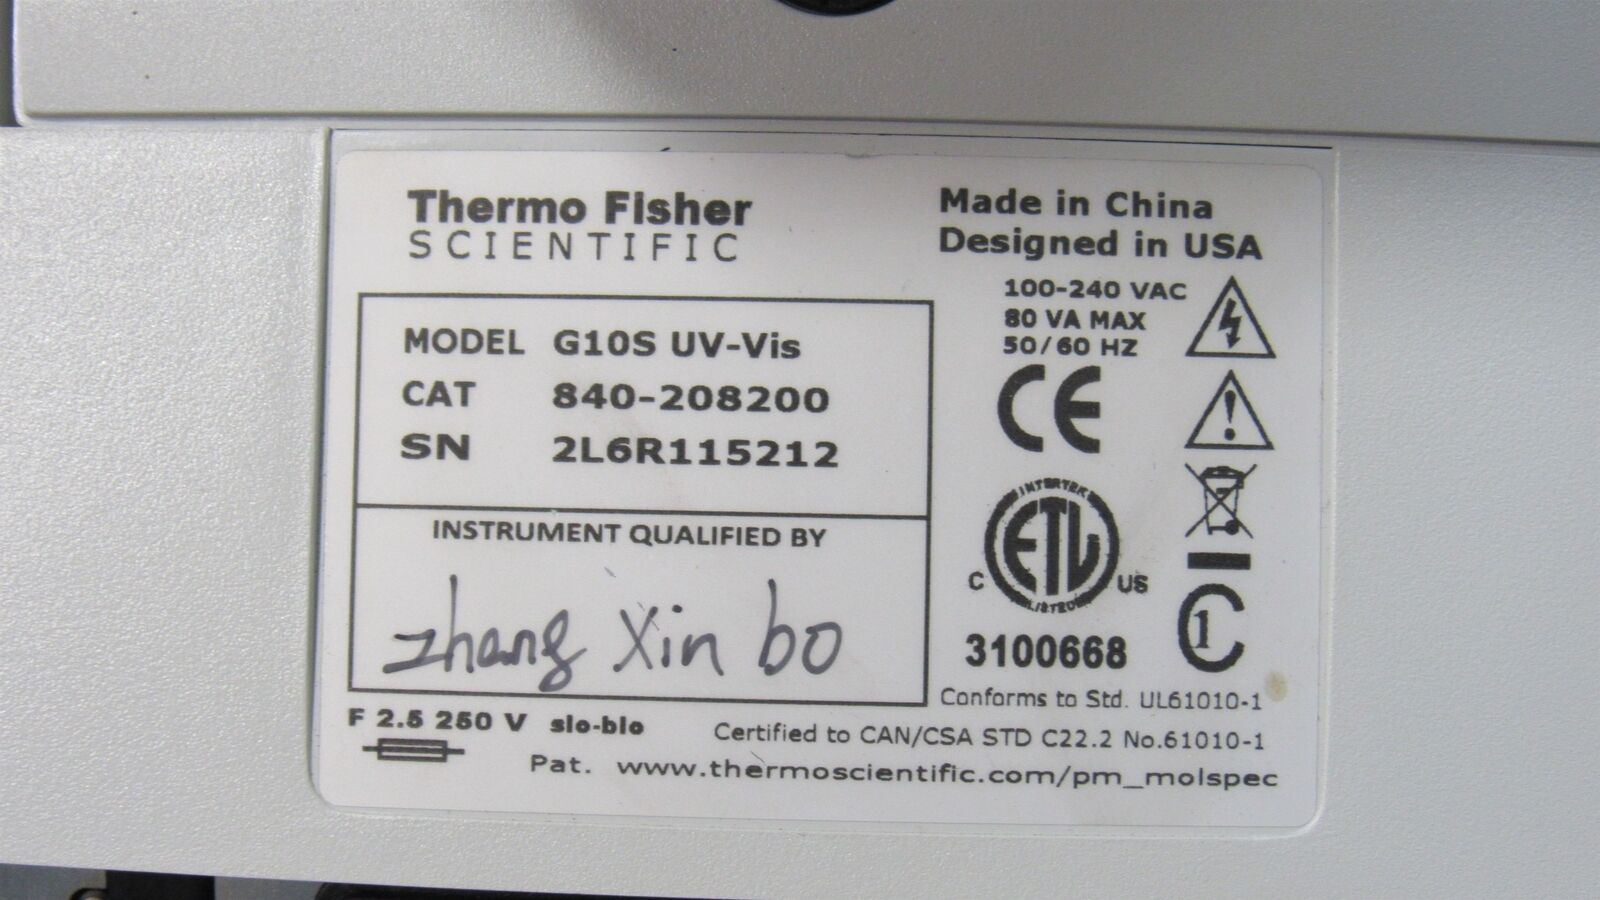 Thermo Fisher
SCIENTIFIC
Made in China
Designed in USA
100-240 VAC
80 VA MAX
50/60 HZ
MODEL G10S UV-Vis
CAT 840-208200
SN 2L6R115212
INSTRUMENT QUALIFIED BY
zhang Xin bo
CE
INTERTEK
C ETL US
LISTED
3100668
C1
Conforms to Std. UL61010-1
F 2.5 250 V slo-blo
Certified to CAN/CSA STD C22.2 No.61010-1
Pat. www.thermoscientific.com/pm_molspec